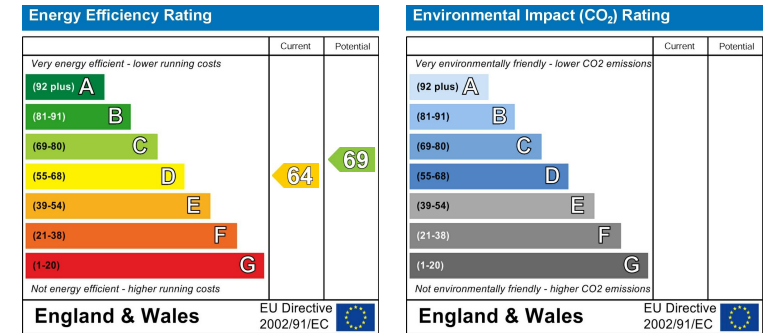 Energy Efficiency Rating
Current Potential
Very energy efficient - lower running costs
(92 plus) A
(81-91) B
(69-80) C
(55-68) D
(39-54) E
(21-38) F
(1-20) G
64
69
Not energy efficient - higher running costs
England & Wales
EU Directive
2002/91/EC
Environmental Impact (CO₂) Rating
Current Potential
Very environmentally friendly - lower CO2 emissions
(92 plus) A
(81-91) B
(69-80) C
(55-68) D
(39-54) E
(21-38) F
(1-20) G
Not environmentally friendly - higher CO2 emissions
England & Wales
EU Directive
2002/91/EC